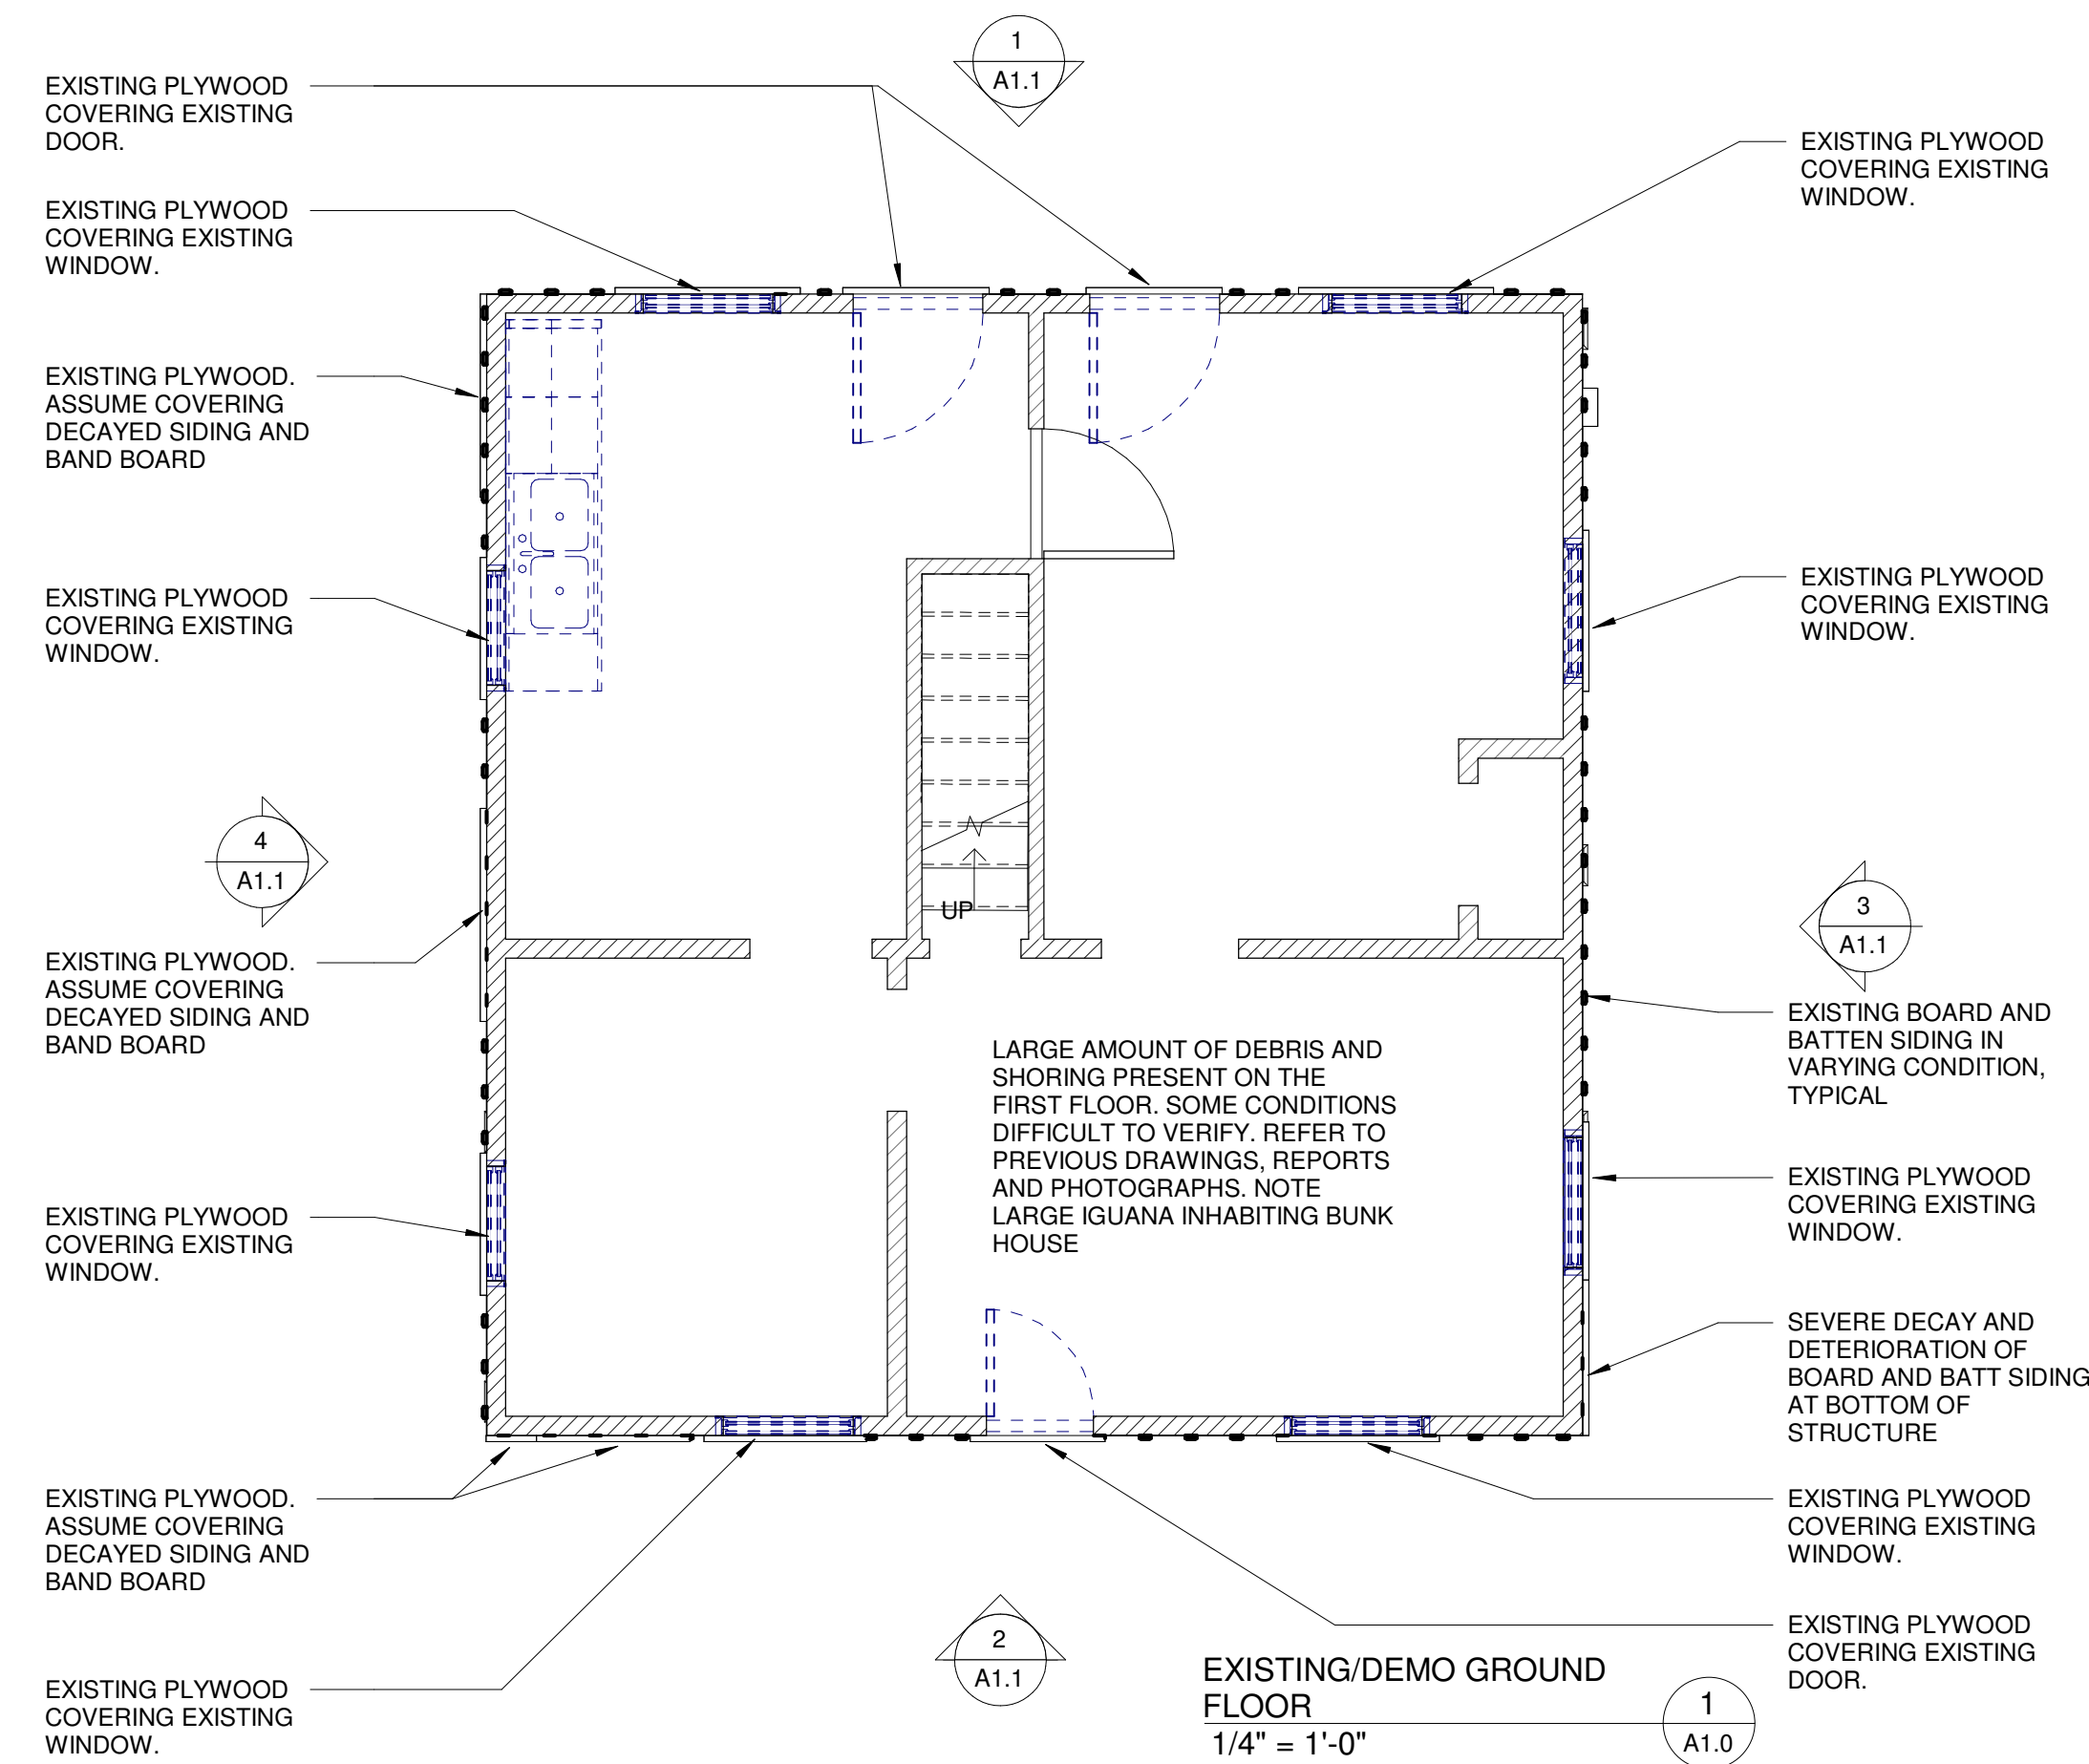 1
A1.1
EXISTING PLYWOOD
COVERING EXISTING
DOOR.
EXISTING PLYWOOD
COVERING EXISTING
WINDOW.
EXISTING PLYWOOD
COVERING EXISTING
WINDOW.
EXISTING PLYWOOD.
ASSUME COVERING
DECAYED SIDING AND
BAND BOARD
EXISTING PLYWOOD
COVERING EXISTING
WINDOW.
EXISTING PLYWOOD
COVERING EXISTING
WINDOW.
4
A1.1
UP
3
A1.1
EXISTING PLYWOOD.
ASSUME COVERING
DECAYED SIDING AND
BAND BOARD
EXISTING BOARD AND
BATTEN SIDING IN
VARYING CONDITION,
TYPICAL
LARGE AMOUNT OF DEBRIS AND
SHORING PRESENT ON THE
FIRST FLOOR. SOME CONDITIONS
DIFFICULT TO VERIFY. REFER TO
PREVIOUS DRAWINGS, REPORTS
AND PHOTOGRAPHS. NOTE
LARGE IGUANA INHABITING BUNK
HOUSE
EXISTING PLYWOOD
COVERING EXISTING
WINDOW.
EXISTING PLYWOOD
COVERING EXISTING
WINDOW.
SEVERE DECAY AND
DETERIORATION OF
BOARD AND BATT SIDING
AT BOTTOM OF
STRUCTURE
EXISTING PLYWOOD.
ASSUME COVERING
DECAYED SIDING AND
BAND BOARD
EXISTING PLYWOOD
COVERING EXISTING
WINDOW.
EXISTING PLYWOOD
COVERING EXISTING
DOOR.
2
A1.1
EXISTING PLYWOOD
COVERING EXISTING
WINDOW.
EXISTING/DEMO GROUND
FLOOR
1/4" = 1'-0"
1
A1.0